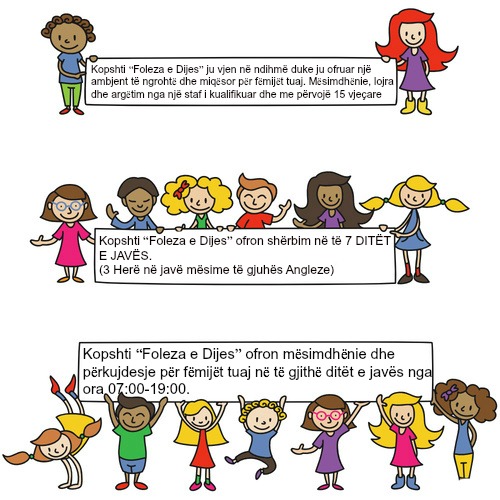 Kopshti “Foleza e Dijes” ju vjen në ndihmë duke ju ofruar një
ambjent të ngrohtë dhe miqësor për fëmijët tuaj. Mësimdhënie, lojra
dhe argëtim nga një staf i kualifikuar dhe me përvojë 15 vjeçare
Kopshti “Foleza e Dijes” ofron shërbim në të 7 DITËT
E JAVËS.
(3 Herë në javë mësime të gjuhës Angleze)
Kopshti “Foleza e Dijes” ofron mësimdhënie dhe
përkujdesje për fëmijët tuaj në të gjithë ditët e javës nga
ora 07:00-19:00.